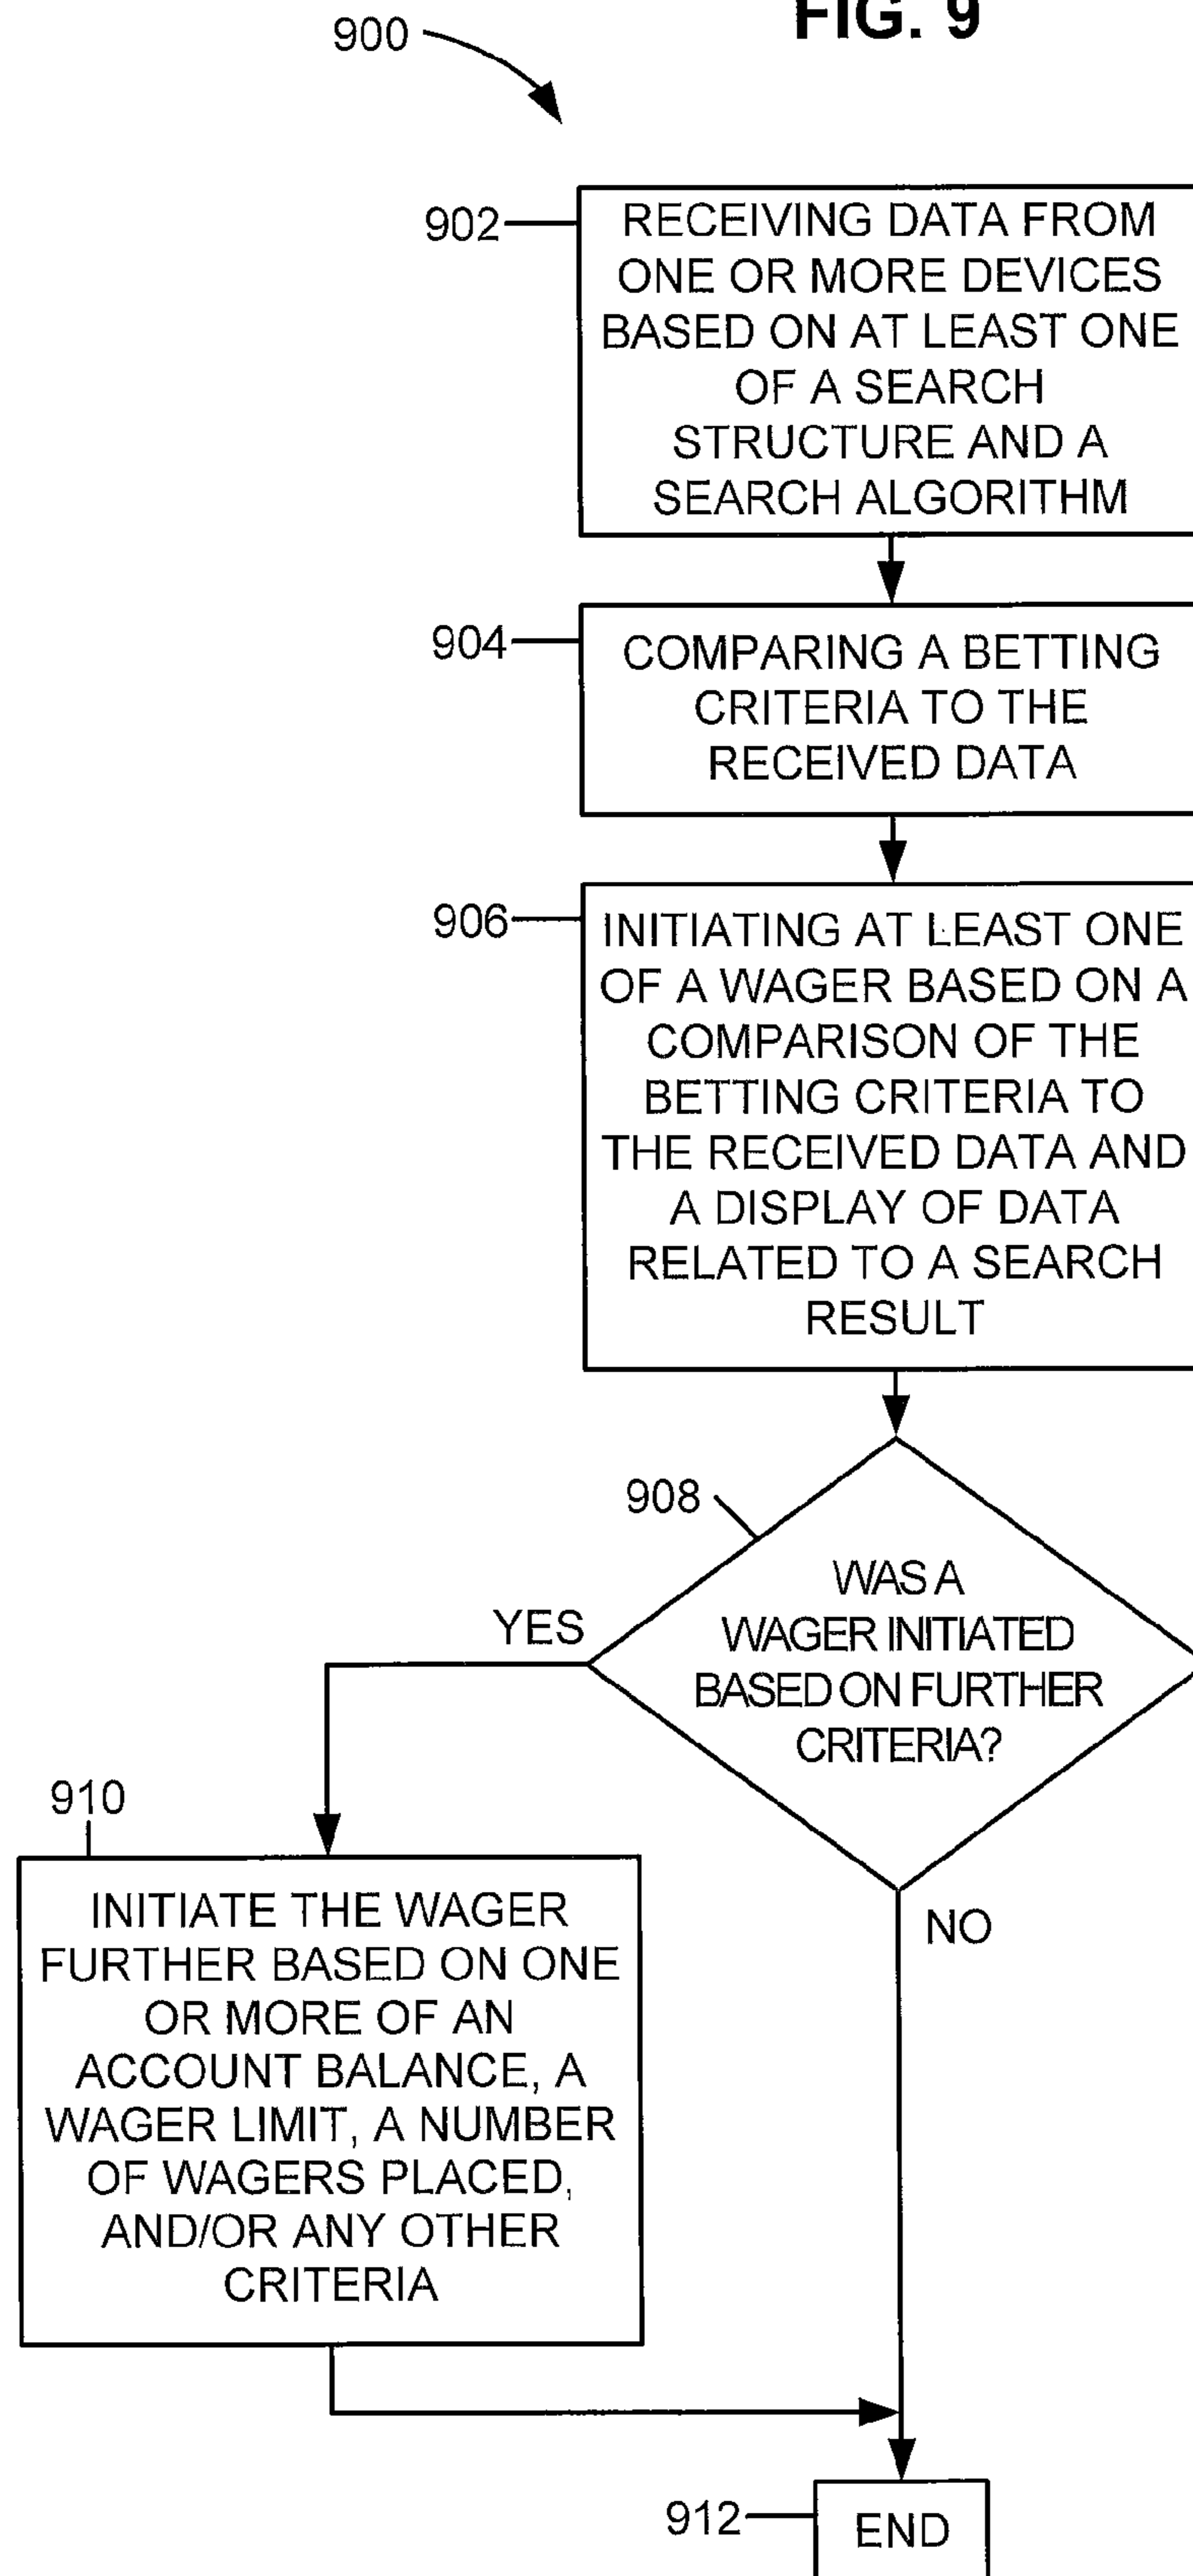 FIG. 9
900
902
RECEIVING DATA FROM
ONE OR MORE DEVICES
BASED ON AT LEAST ONE
OF A SEARCH
STRUCTURE AND A
SEARCH ALGORITHM
904
COMPARING A BETTING
CRITERIA TO THE
RECEIVED DATA
906
INITIATING AT LEAST ONE
OF A WAGER BASED ON A
COMPARISON OF THE
BETTING CRITERIA TO
THE RECEIVED DATA AND
A DISPLAY OF DATA
RELATED TO A SEARCH
RESULT
908
WAS A
WAGER INITIATED
BASED ON FURTHER
CRITERIA?
YES
NO
910
INITIATE THE WAGER
FURTHER BASED ON ONE
OR MORE OF AN
ACCOUNT BALANCE, A
WAGER LIMIT, A NUMBER
OF WAGERS PLACED,
AND/OR ANY OTHER
CRITERIA
912
END